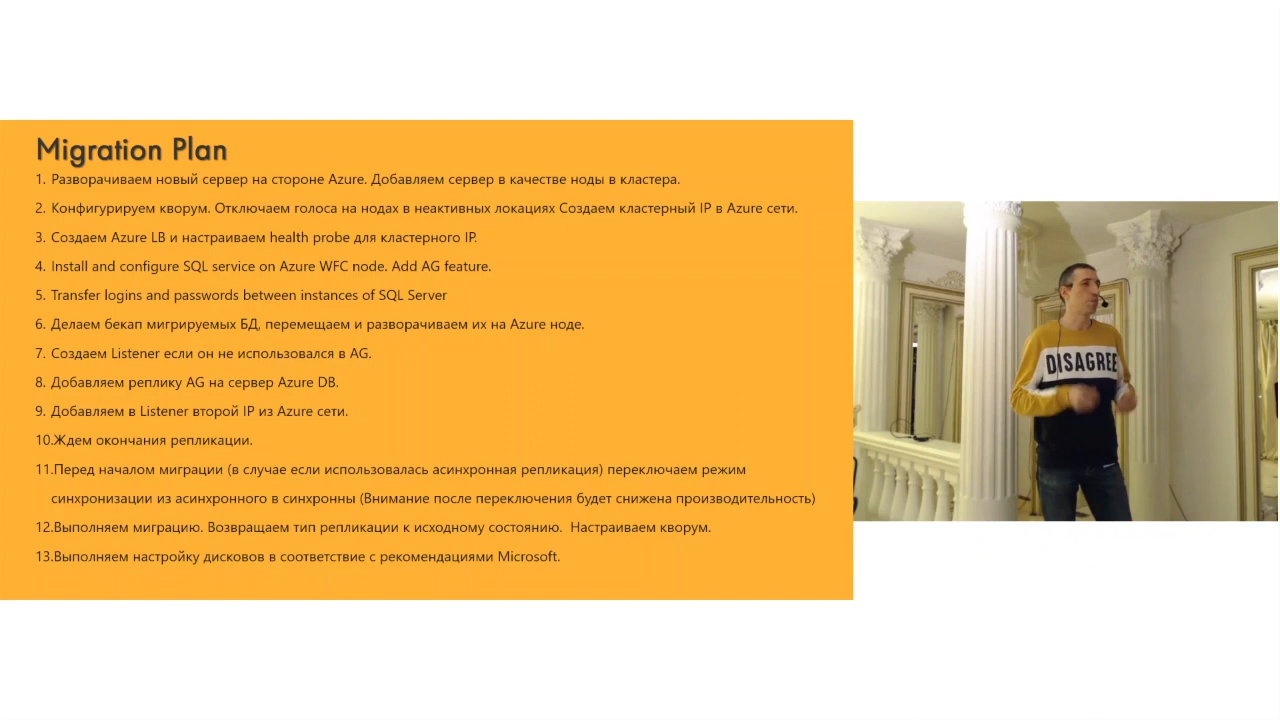 Migration Plan
1. Разворачиваем новый сервер на стороне Azure. Добавляем сервер в качестве ноды в кластера.
2. Конфигурируем кворум. Отключаем голоса на нодах в неактивных локациях Создаем кластерный IP в Azure сети.
3. Создаем Azure LB и настраиваем health probe для кластерного IP.
4. Install and configure SQL service on Azure WFC node. Add AG feature.
5. Transfer logins and passwords between instances of SQL Server
6. Делаем бекап мигрируемых БД, перемещаем и разворачиваем их на Azure ноде.
7. Создаем Listener если он не использовался в AG.
8. Добавляем реплику AG на сервер Azure DB.
9. Добавляем в Listener второй IP из Azure сети.
10.Ждем окончания репликации.
11.Перед началом миграции (в случае если использовалась асинхронная репликация) переключаем режим
синхронизации из асинхронного в синхронны (Внимание после переключения будет снижена производительность)
12.Выполняем миграцию. Возвращаем тип репликации к исходному состоянию.  Настраиваем кворум.
13.Выполняем настройку дисковов в соответствие с рекомендациями Microsoft.
DISAGREE